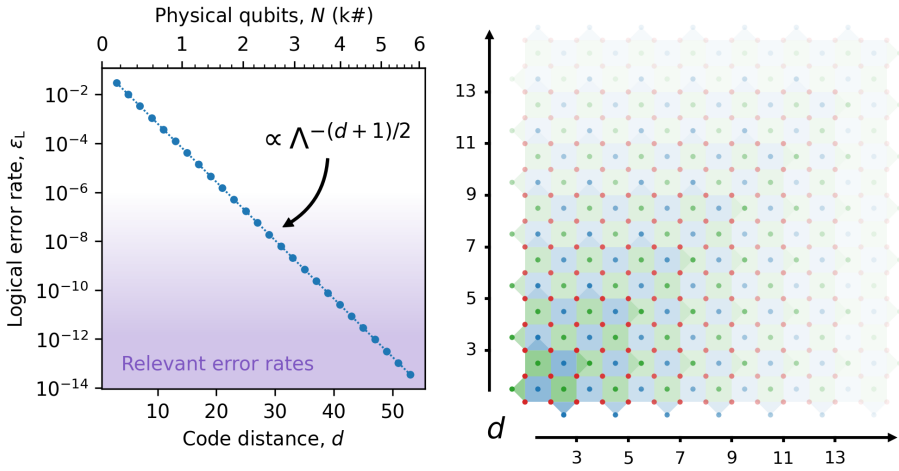 Physical qubits, N (k#)
0 1 2 3 4 5 6
Logical error rate, εL
10⁻²
10⁻⁴
10⁻⁶
10⁻⁸
10⁻¹⁰
10⁻¹²
10⁻¹⁴
∝ Λ^−(d + 1)/2
Relevant error rates
10 20 30 40 50
Code distance, d
13
11
9
7
5
3
d
3 5 7 9 11 13